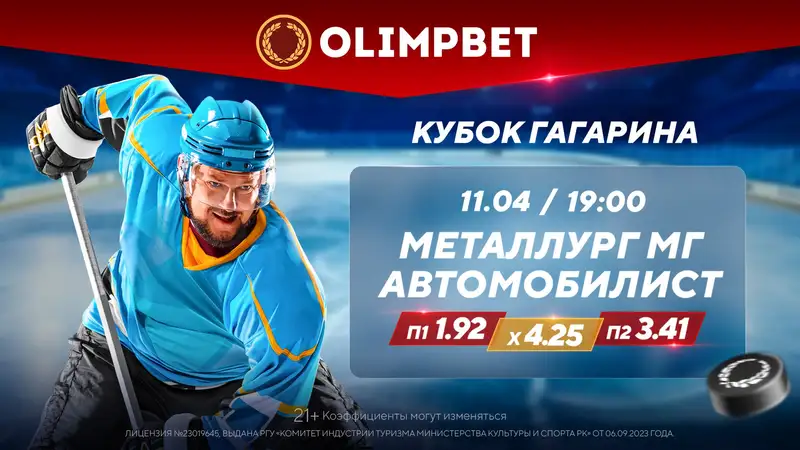 OLIMPBET
КУБОК ГАГАРИНА
11.04 / 19:00
МЕТАЛЛУРГ МГ
АВТОМОБИЛИСТ
П1 1.92 X 4.25 П2 3.41
21+ Коэффициенты могут изменяться
ЛИЦЕНЗИЯ №23019645, ВЫДАНА РГУ «КОМИТЕТ ИНДУСТРИИ ТУРИЗМА МИНИСТЕРСТВА КУЛЬТУРЫ И СПОРТА РК» ОТ 06.09.2023 ГОДА.